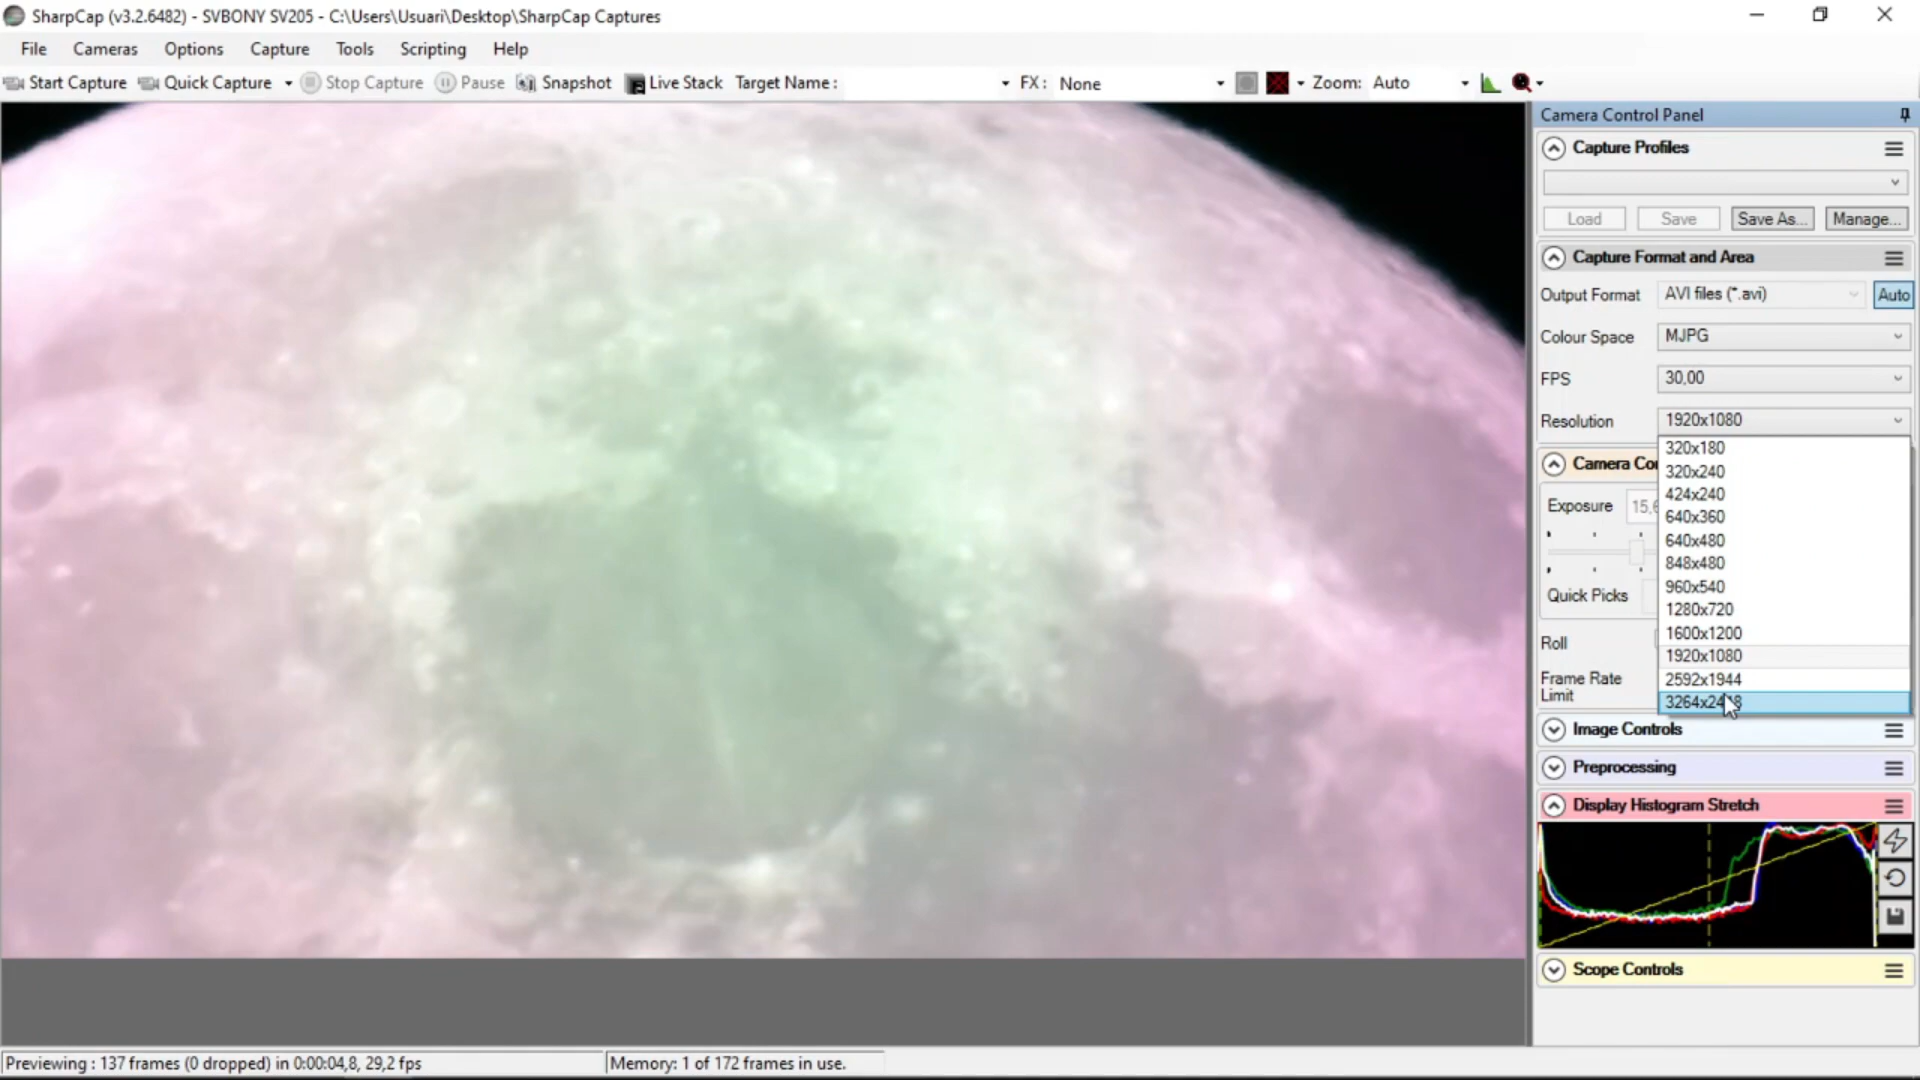 SharpCap (v3.2.6482) - SVBONY SV205 - C:\Users\Usuari\Desktop\SharpCap Captures
File Cameras Options Capture Tools Scripting Help
Start Capture Quick Capture Stop Capture Pause Snapshot Live Stack Target Name : FX : None Zoom: Auto
Camera Control Panel
Capture Profiles
Load Save Save As... Manage...
Capture Format and Area
Output Format AVI files (*.avi) Auto
Colour Space MJPG
FPS 30,00
Resolution 1920x1080
320x180
320x240
424x240
640x360
640x480
848x480
960x540
1280x720
1600x1200
1920x1080
2592x1944
Camera Co
Exposure 15,6
Quick Picks
Roll
Frame Rate
Limit
Image Controls
Preprocessing
Display Histogram Stretch
Scope Controls
Previewing : 137 frames (0 dropped) in 0:00:04,8, 29,2 fps
Memory: 1 of 172 frames in use.